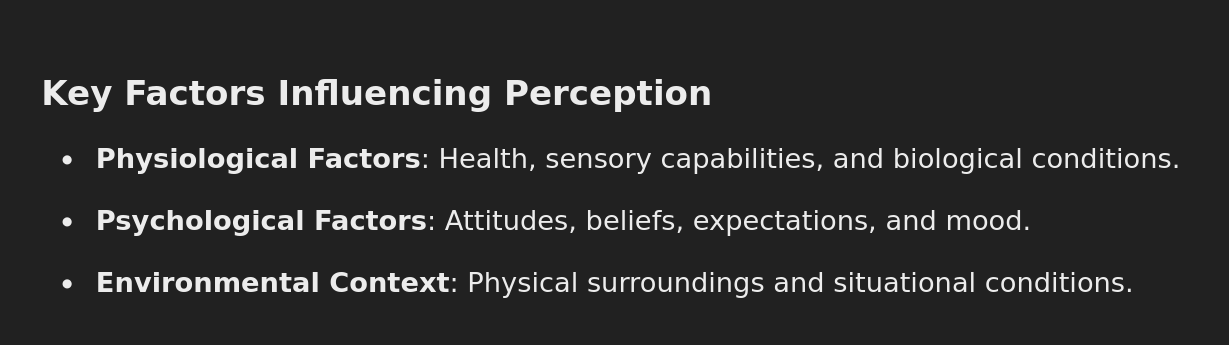 Key Factors Influencing Perception
• Physiological Factors: Health, sensory capabilities, and biological conditions.
• Psychological Factors: Attitudes, beliefs, expectations, and mood.
• Environmental Context: Physical surroundings and situational conditions.